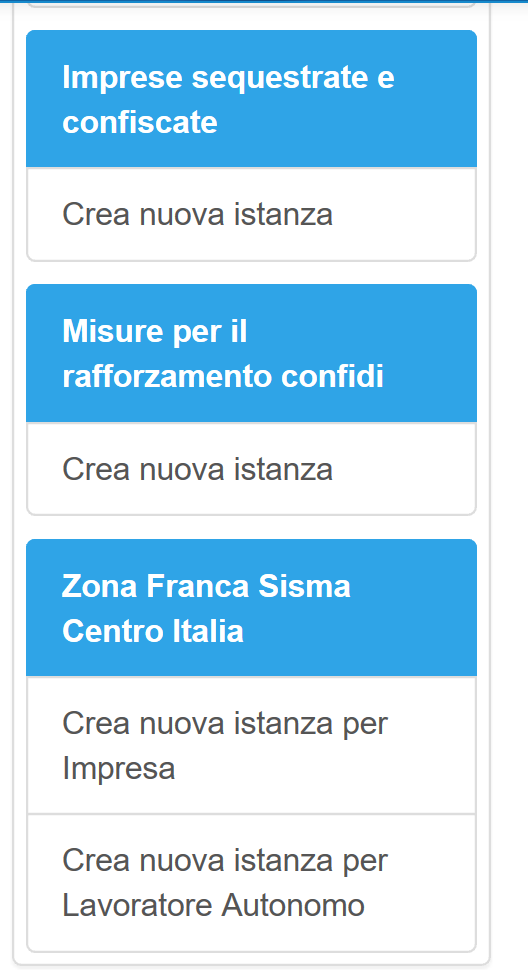 Imprese sequestrate e
confiscate
Crea nuova istanza
Misure per il
rafforzamento confidi
Crea nuova istanza
Zona Franca Sisma
Centro Italia
Crea nuova istanza per
Impresa
Crea nuova istanza per
Lavoratore Autonomo